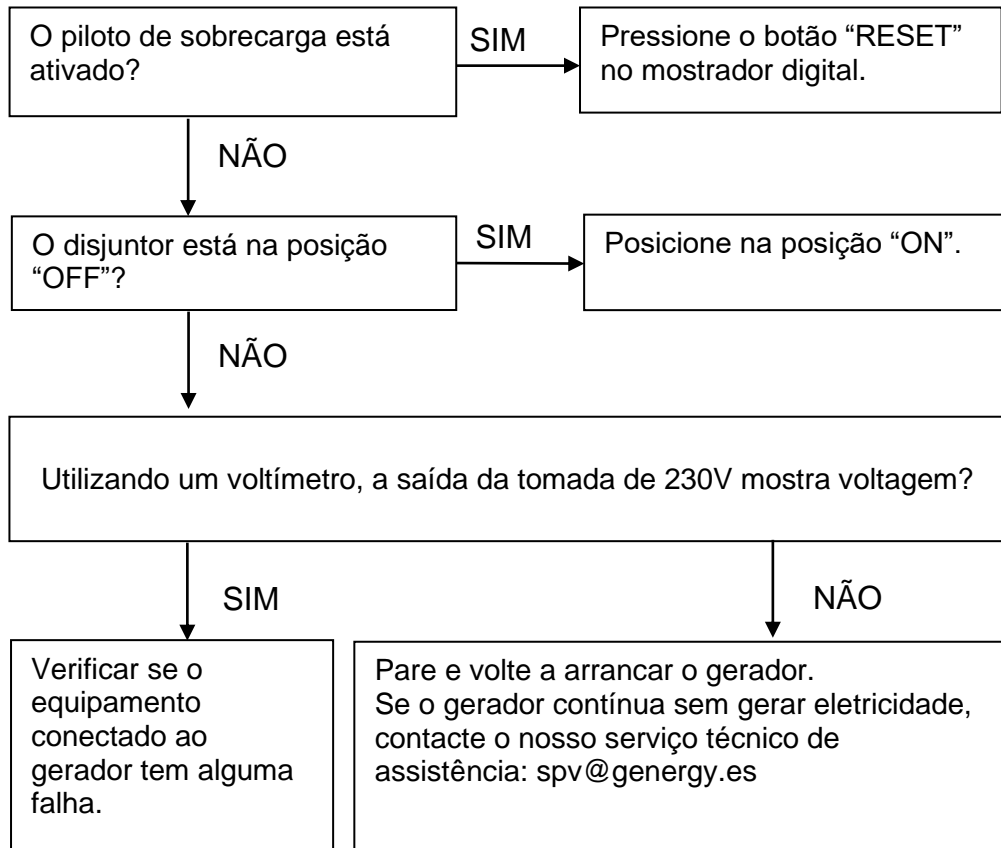 O piloto de sobrecarga está
ativado?
SIM
Pressione o botão “RESET”
no mostrador digital.
NÃO
O disjuntor está na posição
“OFF”?
SIM
Posicione na posição “ON”.
NÃO
Utilizando um voltímetro, a saída da tomada de 230V mostra voltagem?
SIM
NÃO
Verificar se o
equipamento
conectado ao
gerador tem alguma
falha.
Pare e volte a arrancar o gerador.
Se o gerador contínua sem gerar eletricidade,
contacte o nosso serviço técnico de
assistência: spv@genergy.es